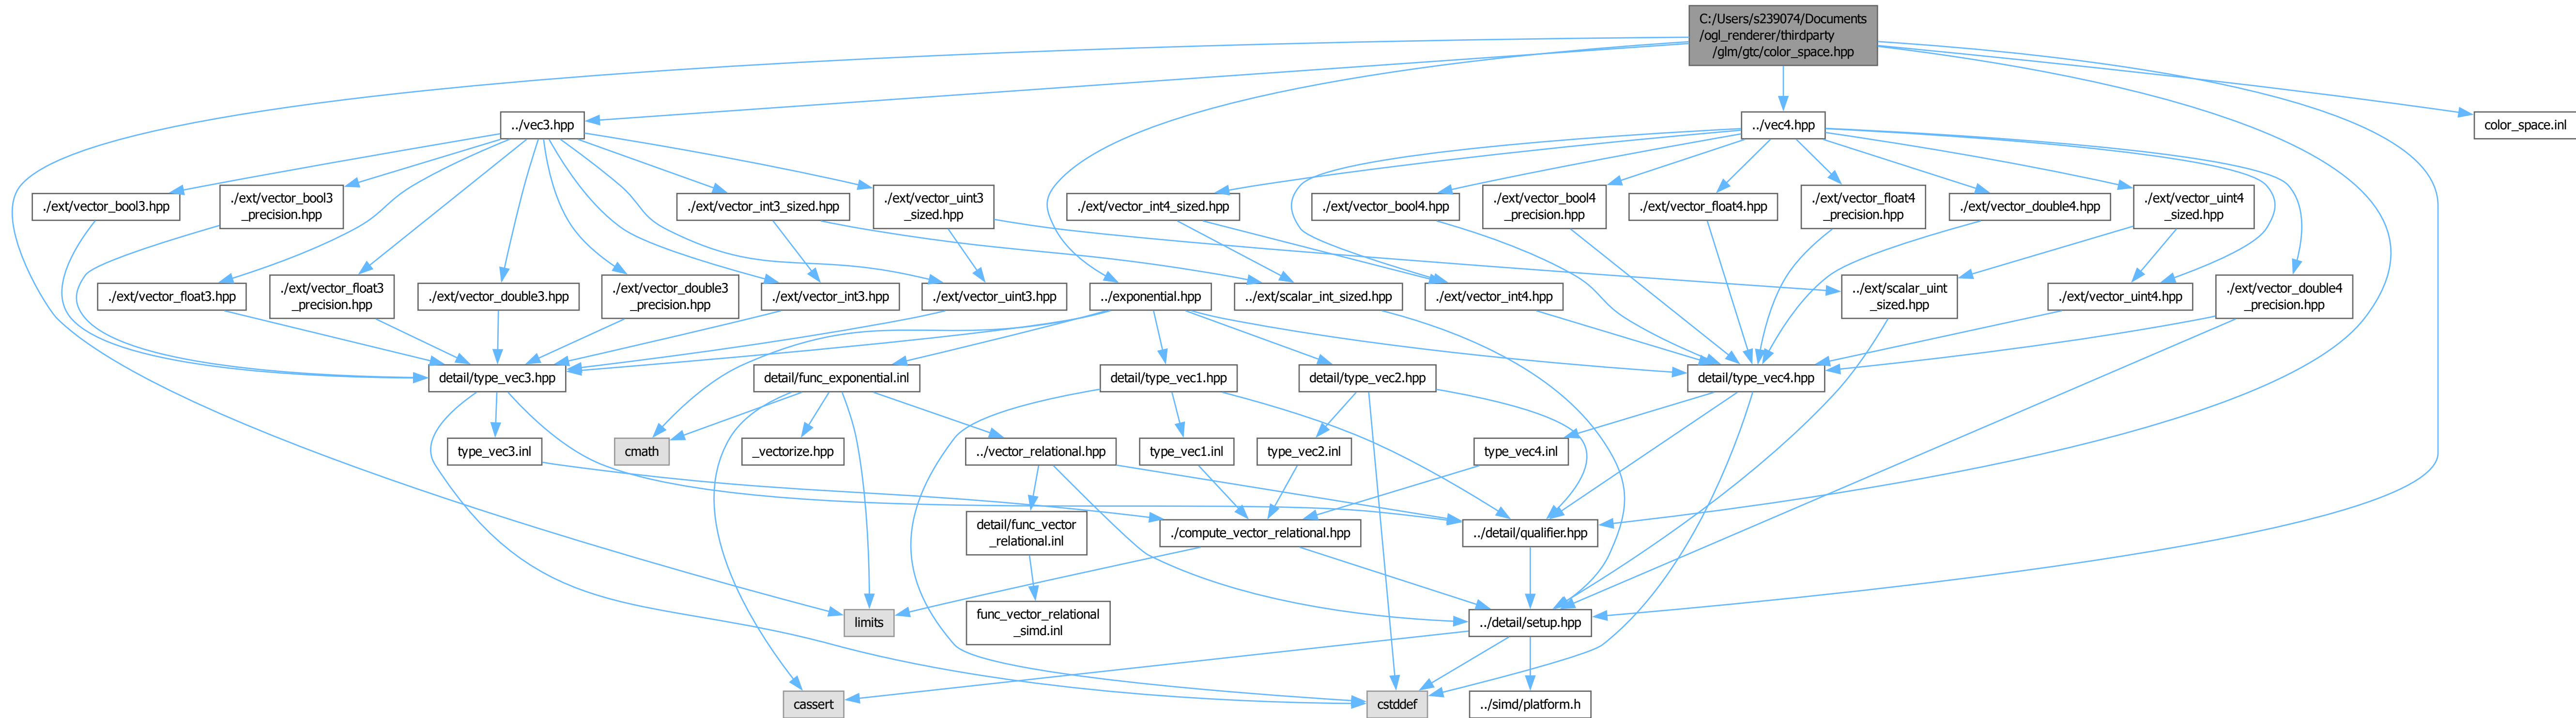 C:/Users/s239074/Documents
/ogl_renderer/thirdparty
/glm/gtc/color_space.hpp
../vec3.hpp
../vec4.hpp
color_space.inl
./ext/vector_bool3.hpp
./ext/vector_bool3
_precision.hpp
./ext/vector_int3_sized.hpp
./ext/vector_uint3
_sized.hpp
./ext/vector_int4_sized.hpp
./ext/vector_bool4.hpp
./ext/vector_bool4
_precision.hpp
./ext/vector_float4.hpp
./ext/vector_float4
_precision.hpp
./ext/vector_double4.hpp
./ext/vector_uint4
_sized.hpp
./ext/vector_float3.hpp
./ext/vector_float3
_precision.hpp
./ext/vector_double3.hpp
./ext/vector_double3
_precision.hpp
./ext/vector_int3.hpp
./ext/vector_uint3.hpp
../exponential.hpp
../ext/scalar_int_sized.hpp
./ext/vector_int4.hpp
../ext/scalar_uint
_sized.hpp
./ext/vector_uint4.hpp
./ext/vector_double4
_precision.hpp
detail/type_vec3.hpp
detail/func_exponential.inl
detail/type_vec1.hpp
detail/type_vec2.hpp
detail/type_vec4.hpp
type_vec3.inl
cmath
_vectorize.hpp
../vector_relational.hpp
type_vec1.inl
type_vec2.inl
type_vec4.inl
detail/func_vector
_relational.inl
./compute_vector_relational.hpp
../detail/qualifier.hpp
limits
func_vector_relational
_simd.inl
../detail/setup.hpp
cassert
cstddef
../simd/platform.h